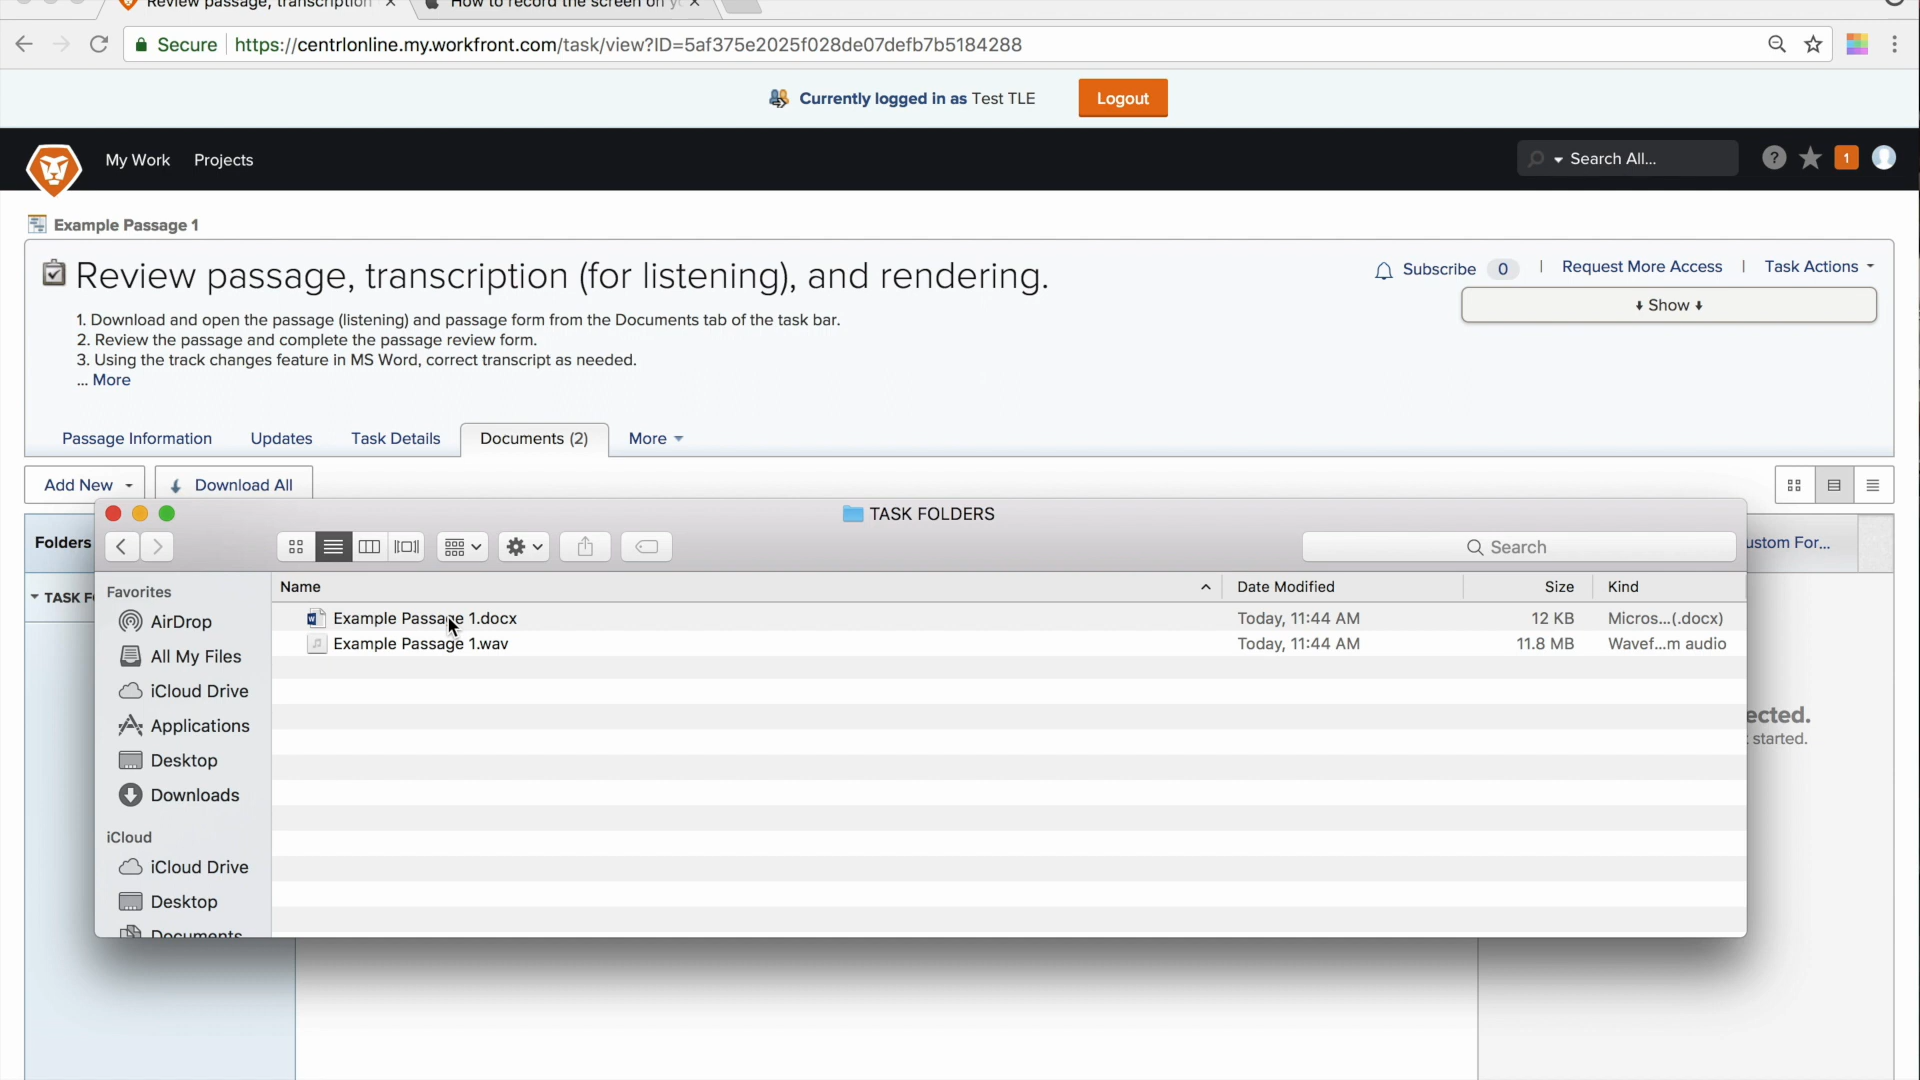 Review passage, transcription
How to record the screen on y
Secure https://centrlonline.my.workfront.com/task/view?ID=5af375e2025f028de07defb7b5184288
Currently logged in as Test TLE Logout
My Work Projects Search All... ? 1
Example Passage 1
Review passage, transcription (for listening), and rendering.
Subscribe 0 | Request More Access | Task Actions
Show
1. Download and open the passage (listening) and passage form from the Documents tab of the task bar.
2. Review the passage and complete the passage review form.
3. Using the track changes feature in MS Word, correct transcript as needed.
... More
Passage Information Updates Task Details Documents (2) More
Add New Download All
TASK FOLDERS
Folders
Search
ustom For...
TASK F
Favorites
Name Date Modified Size Kind
AirDrop
Example Passage 1.docx Today, 11:44 AM 12 KB Micros...(.docx)
Example Passage 1.wav Today, 11:44 AM 11.8 MB Wavef...m audio
All My Files
iCloud Drive
Applications
ected.
started.
Desktop
Downloads
iCloud
iCloud Drive
Desktop
Documents